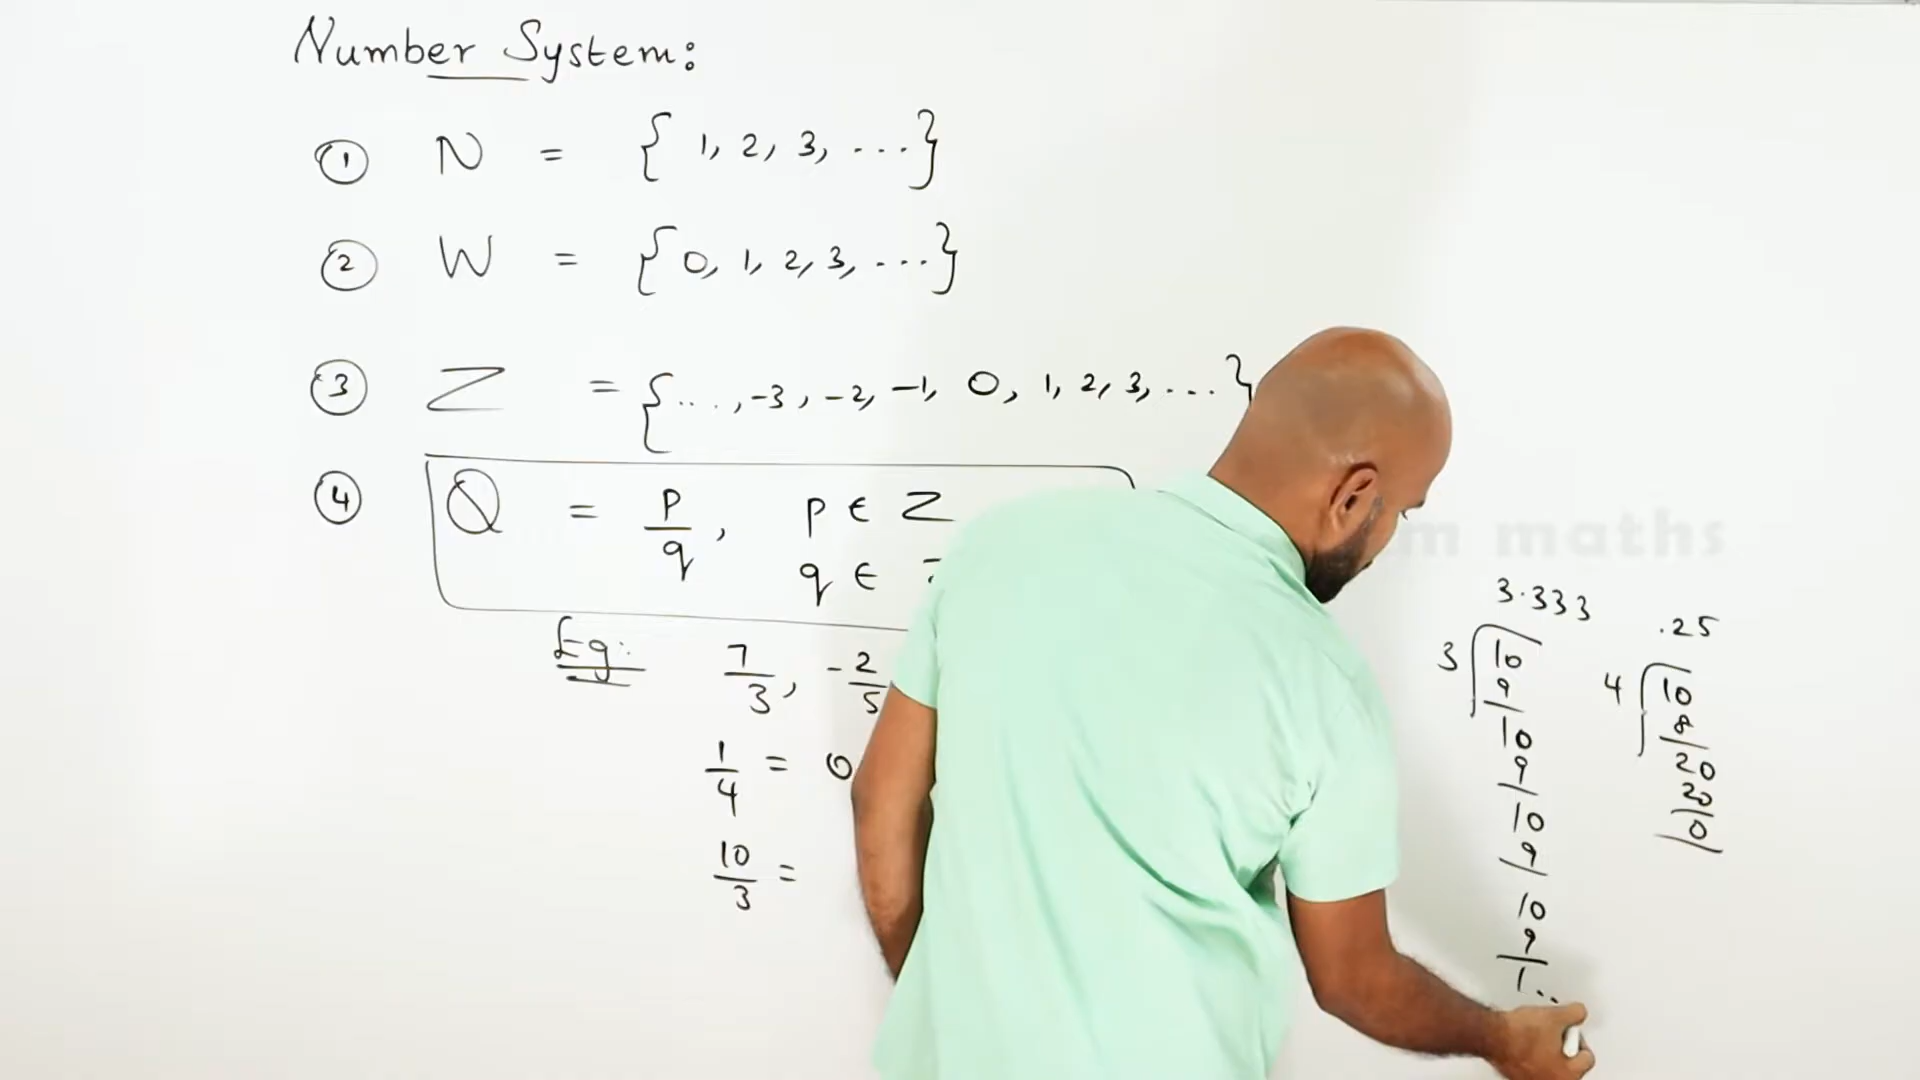 Number System:
① N = { 1, 2, 3, ...}
② W = {0, 1, 2, 3, ...}
③ Z = {..., -3, -2, -1, 0, 1, 2, 3, ...}
④ Q = p/q, p ∈ Z
q ∈
Eg: 7/3, -2/5
1/4 = 0
10/3 =
m maths
3.333
3 10
9
10
9
10
9
10
9
1..
.25
4 10
8
20
20
0